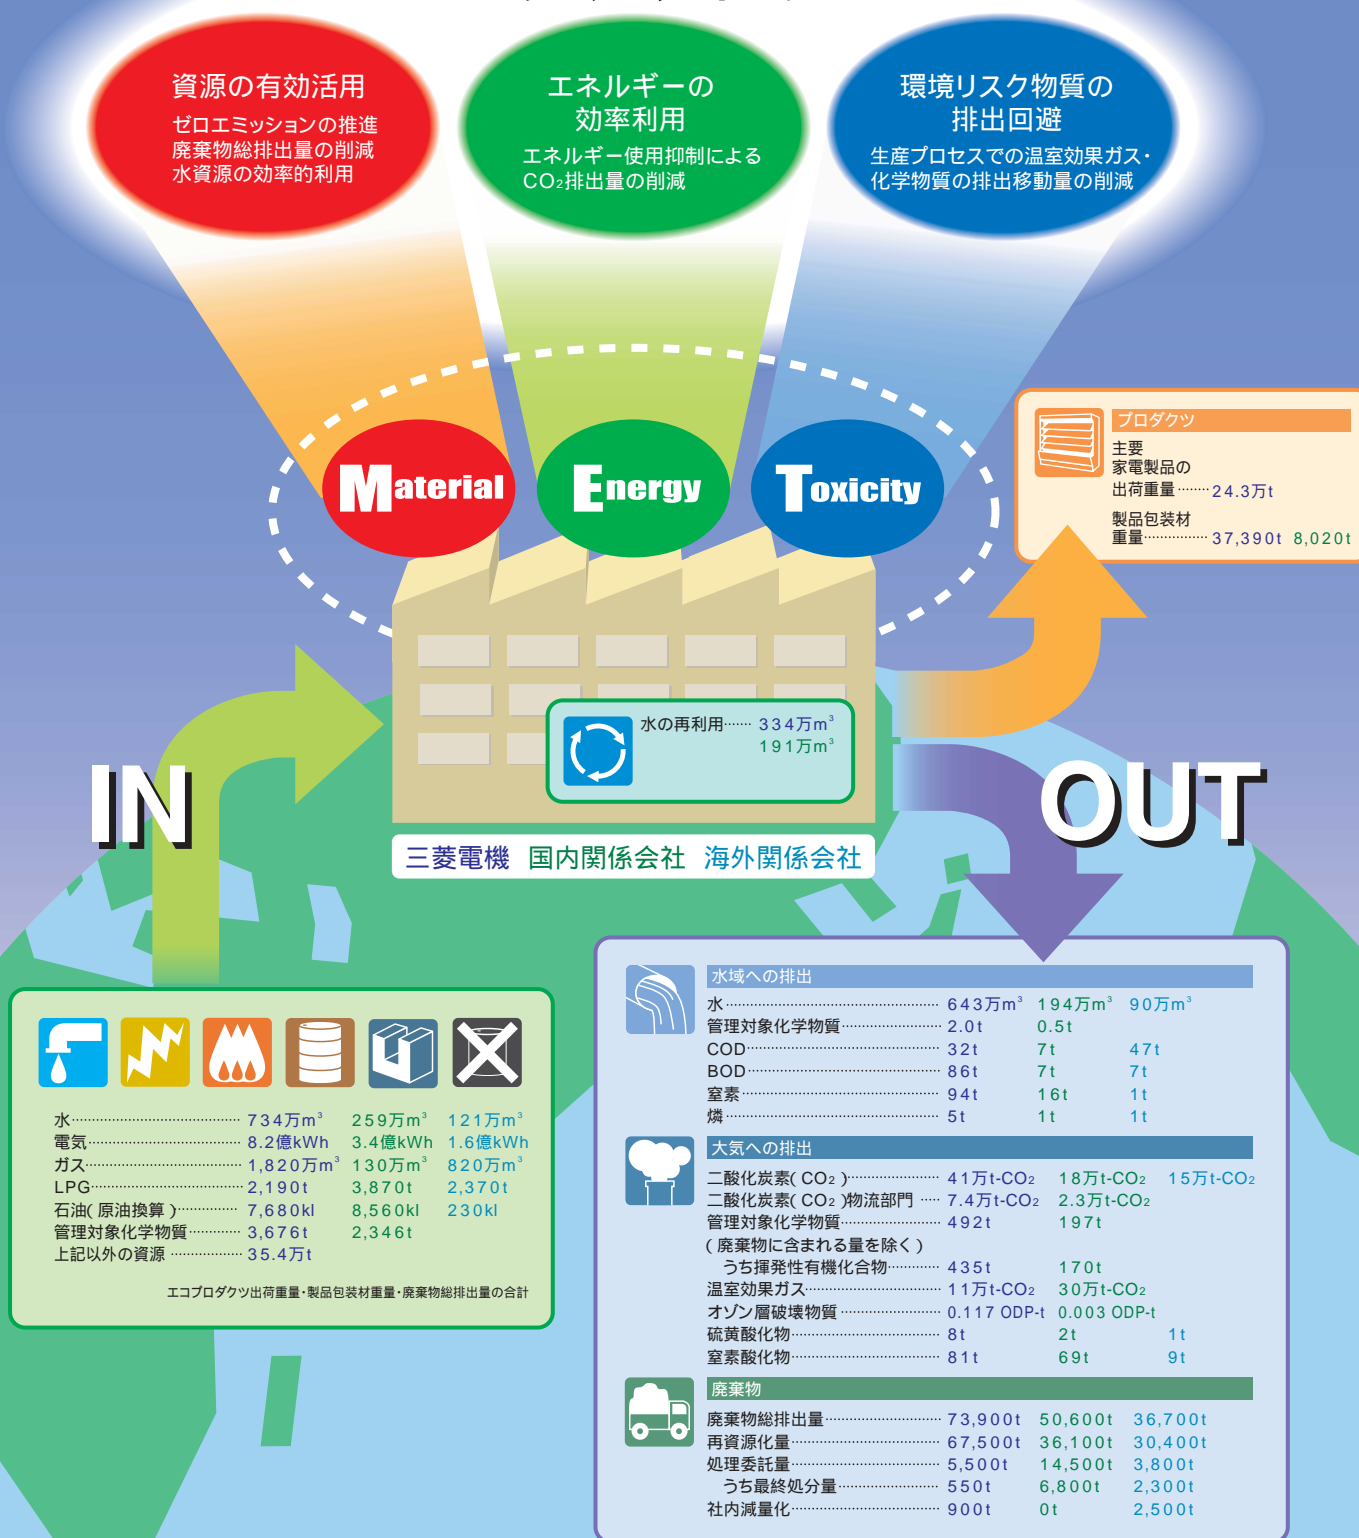 資源の有効活用
ゼロエミッションの推進
廃棄物総排出量の削減
水資源の効率的利用
エネルギーの
効率利用
エネルギー使用抑制による
CO₂排出量の削減
環境リスク物質の
排出回避
生産プロセスでの温室効果ガス・
化学物質の排出移動量の削減
Material
Energy
Toxicity
プロダクツ
主要
家電製品の
出荷重量……24.3万t
製品包装材
重量……37,390t 8,020t
水の再利用……334万m³
191万m³
IN
OUT
三菱電機 国内関係会社 海外関係会社
水……734万m³ 259万m³ 121万m³
電気……8.2億kWh 3.4億kWh 1.6億kWh
ガス……1,820万m³ 130万m³ 820万m³
LPG……2,190t 3,870t 2,370t
石油(原油換算)……7,680kl 8,560kl 230kl
管理対象化学物質……3,676t 2,346t
上記以外の資源……35.4万t
エコプロダクツ出荷重量・製品包装材重量・廃棄物総排出量の合計
水域への排出
水……643万m³ 194万m³ 90万m³
管理対象化学物質……2.0t 0.5t
COD……32t 7t 47t
BOD……86t 7t 7t
窒素……94t 16t 1t
燐……5t 1t 1t
大気への排出
二酸化炭素(CO₂)……41万t-CO₂ 18万t-CO₂ 15万t-CO₂
二酸化炭素(CO₂)物流部門……7.4万t-CO₂ 2.3万t-CO₂
管理対象化学物質……492t 197t
(廃棄物に含まれる量を除く)
うち揮発性有機化合物……435t 170t
温室効果ガス……11万t-CO₂ 30万t-CO₂
オゾン層破壊物質……0.117 ODP-t 0.003 ODP-t
硫黄酸化物……8t 2t 1t
窒素酸化物……81t 69t 9t
廃棄物
廃棄物総排出量……73,900t 50,600t 36,700t
再資源化量……67,500t 36,100t 30,400t
処理委託量……5,500t 14,500t 3,800t
うち最終処分量……550t 6,800t 2,300t
社内減量化……900t 0t 2,500t